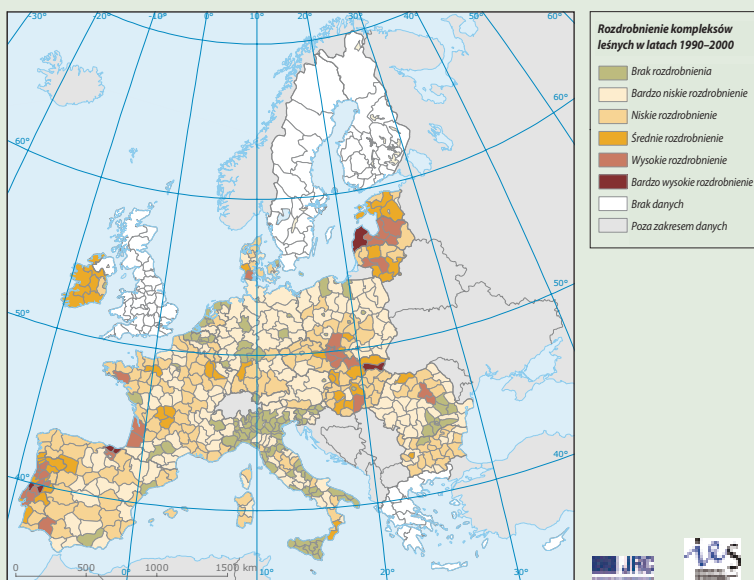 -30° -20° -10° 0° 10° 20° 30° 40° 50°
60°
60°
50°
50°
40°
40°
0 500 1000 1500 km
0° 10° 20° 30°
Rozdrobnienie kompleksów
leśnych w latach 1990–2000
Brak rozdrobnienia
Bardzo niskie rozdrobnienie
Niskie rozdrobnienie
Średnie rozdrobnienie
Wysokie rozdrobnienie
Bardzo wysokie rozdrobnienie
Brak danych
Poza zakresem danych
JRC